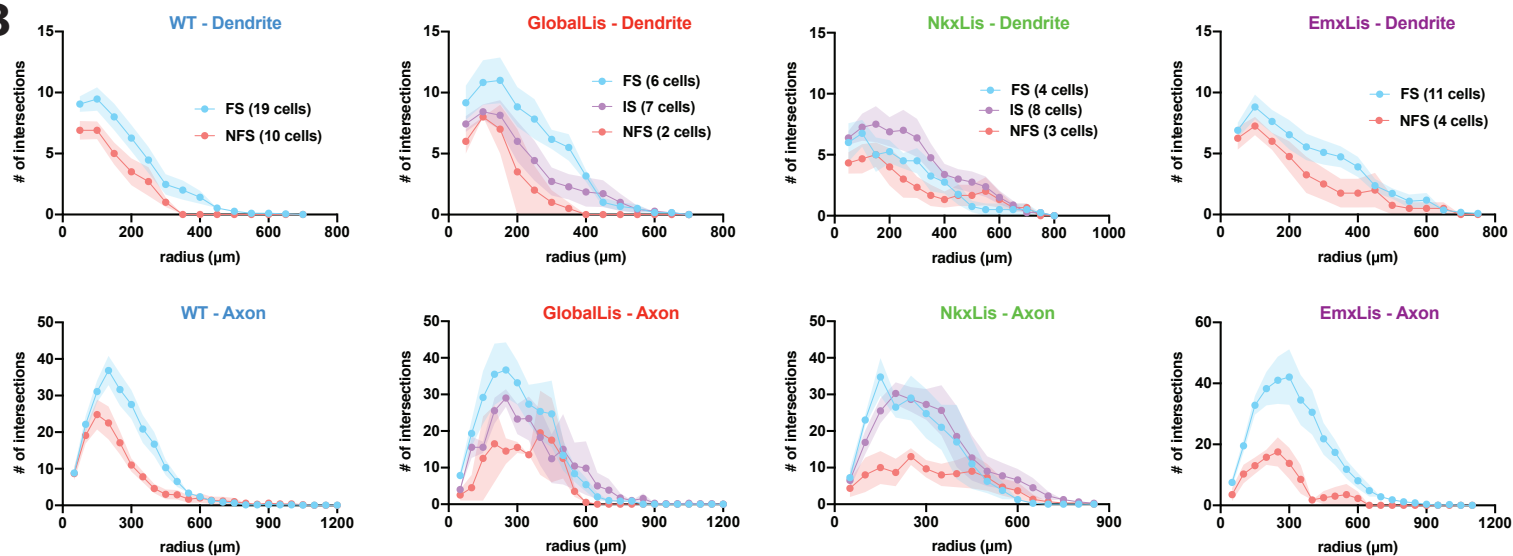 B
WT - Dendrite
15
10
5
0
0 200 400 600 800
# of intersections
radius (µm)
FS (19 cells)
NFS (10 cells)
GlobalLis - Dendrite
15
10
5
0
0 200 400 600 800
# of intersections
radius (µm)
FS (6 cells)
IS (7 cells)
NFS (2 cells)
NkxLis - Dendrite
15
10
5
0
0 200 400 600 800 1000
# of intersections
radius (µm)
FS (4 cells)
IS (8 cells)
NFS (3 cells)
EmxLis - Dendrite
15
10
5
0
0 200 400 600 800
# of intersections
radius (µm)
FS (11 cells)
NFS (4 cells)
WT - Axon
50
40
30
20
10
0
0 300 600 900 1200
# of intersections
radius (µm)
GlobalLis - Axon
50
40
30
20
10
0
0 300 600 900 1200
# of intersections
radius (µm)
NkxLis - Axon
50
40
30
20
10
0
0 300 600 900
# of intersections
radius (µm)
EmxLis - Axon
60
40
20
0
0 300 600 900 1200
# of intersections
radius (µm)